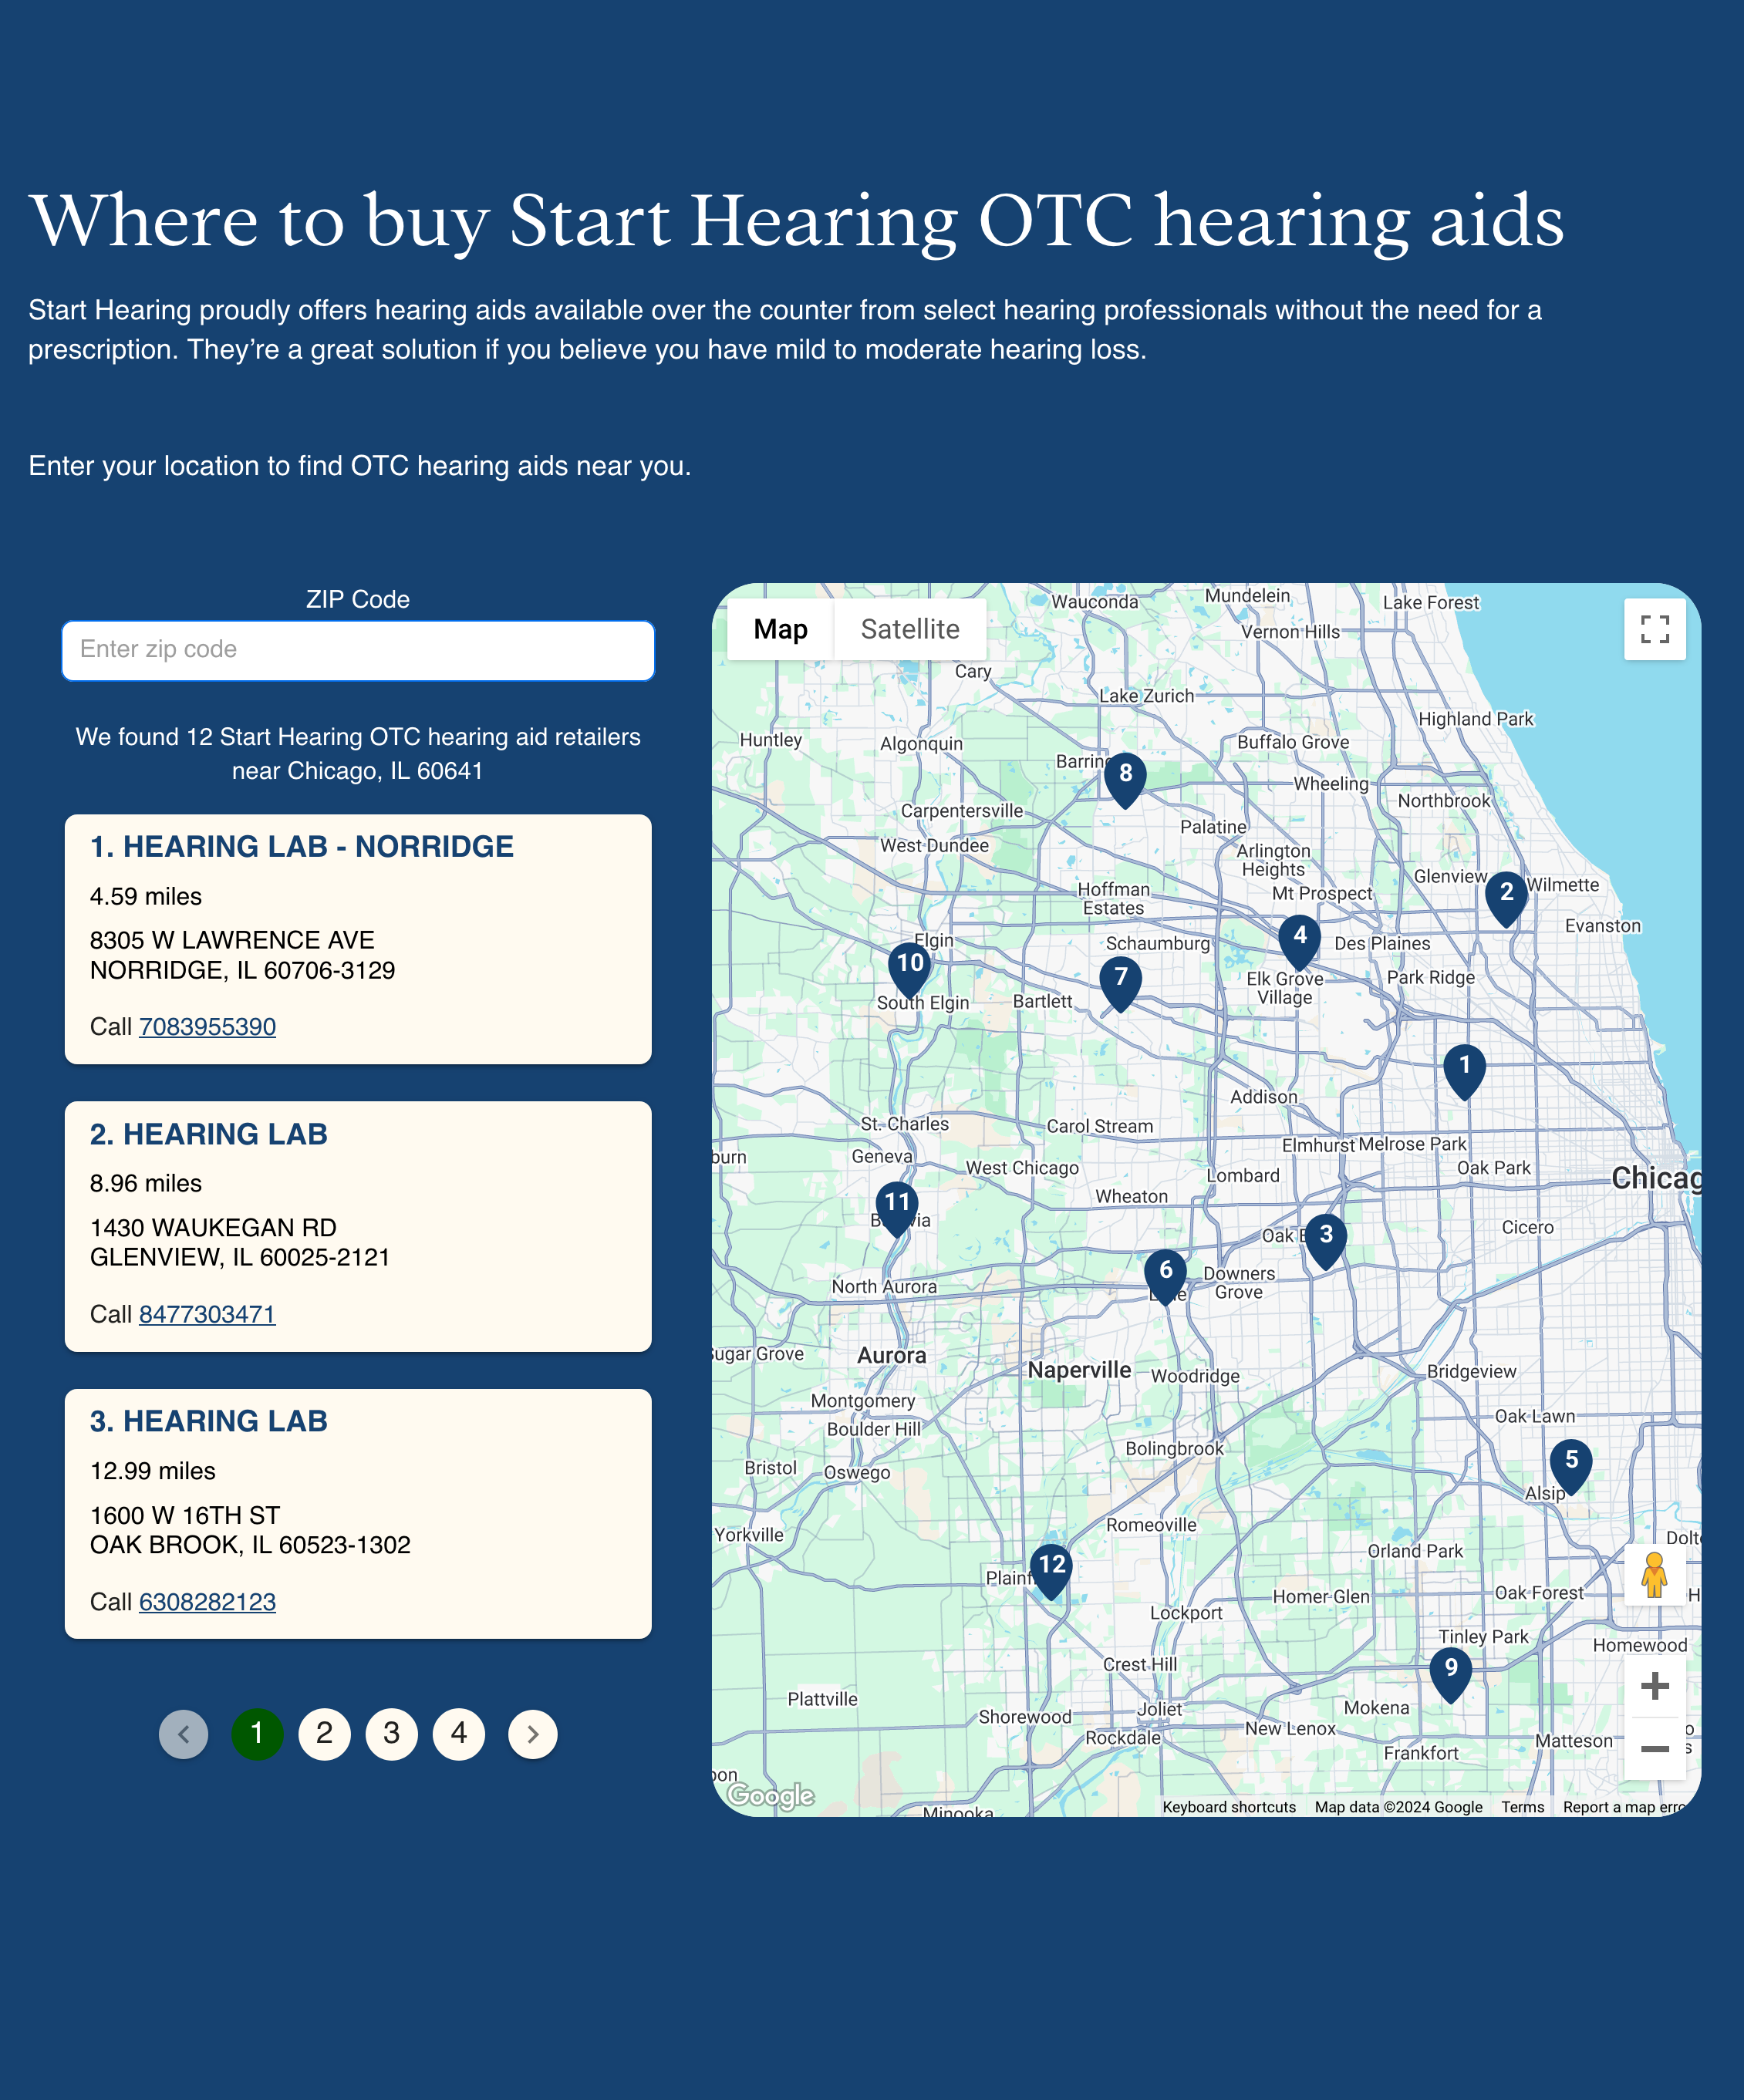 Where to buy Start Hearing OTC hearing aids
Start Hearing proudly offers hearing aids available over the counter from select hearing professionals without the need for a
prescription. They’re a great solution if you believe you have mild to moderate hearing loss.
Enter your location to find OTC hearing aids near you.
ZIP Code
Enter zip code
We found 12 Start Hearing OTC hearing aid retailers
near Chicago, IL 60641
1. HEARING LAB - NORRIDGE
4.59 miles
8305 W LAWRENCE AVE
NORRIDGE, IL 60706-3129
Call 7083955390
2. HEARING LAB
8.96 miles
1430 WAUKEGAN RD
GLENVIEW, IL 60025-2121
Call 8477303471
3. HEARING LAB
12.99 miles
1600 W 16TH ST
OAK BROOK, IL 60523-1302
Call 6308282123
1 2 3 4
Map Satellite
Wauconda
Mundelein
Lake Forest
Vernon Hills
Cary
Lake Zurich
Highland Park
Huntley
Algonquin
Buffalo Grove
8
Wheeling
Northbrook
Carpentersville
Palatine
West Dundee
Arlington
Heights
Glenview
2
Wilmette
Hoffman
Estates
Mt Prospect
Evanston
Elgin
Schaumburg
4
Des Plaines
10
7
Elk Grove
Village
Park Ridge
South Elgin
Bartlett
1
Addison
St. Charles
Carol Stream
Elmhurst
Melrose Park
Geneva
West Chicago
Lombard
Oak Park
Chicag
Wheaton
11
Cicero
3
6
Downers
Grove
North Aurora
Sugar Grove
Aurora
Naperville
Woodridge
Bridgeview
Montgomery
Boulder Hill
Oak Lawn
Bolingbrook
Bristol
Oswego
5
Alsip
Yorkville
Romeoville
Orland Park
12
Homer Glen
Oak Forest
Lockport
Tinley Park
Homewood
Crest Hill
9
Plattville
Shorewood
Joliet
Mokena
Rockdale
New Lenox
Frankfort
Matteson
Google
Minooka
Keyboard shortcuts Map data ©2024 Google Terms Report a map erro